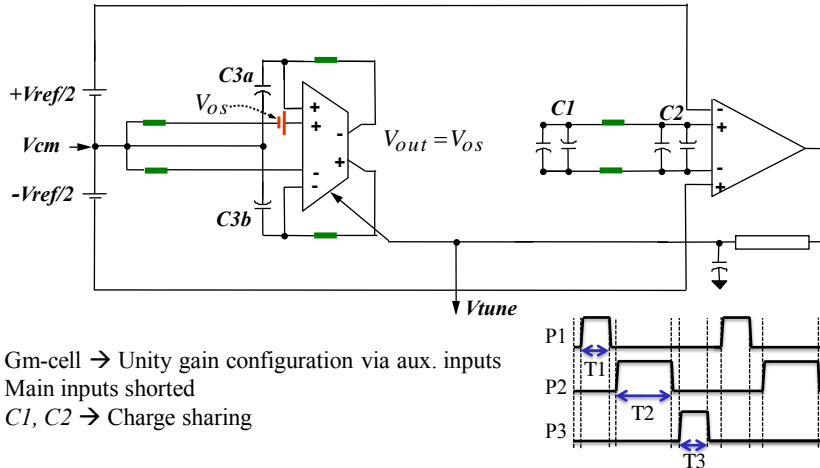 C3a
+Vref/2
Vos
C1
C2
Vcm
Vout = Vos
-Vref/2
C3b
Vtune
P1
T1
P2
T2
P3
T3
Gm-cell → Unity gain configuration via aux. inputs
Main inputs shorted
C1, C2 → Charge sharing
+
+
-
-
-
+
-
+
-
+